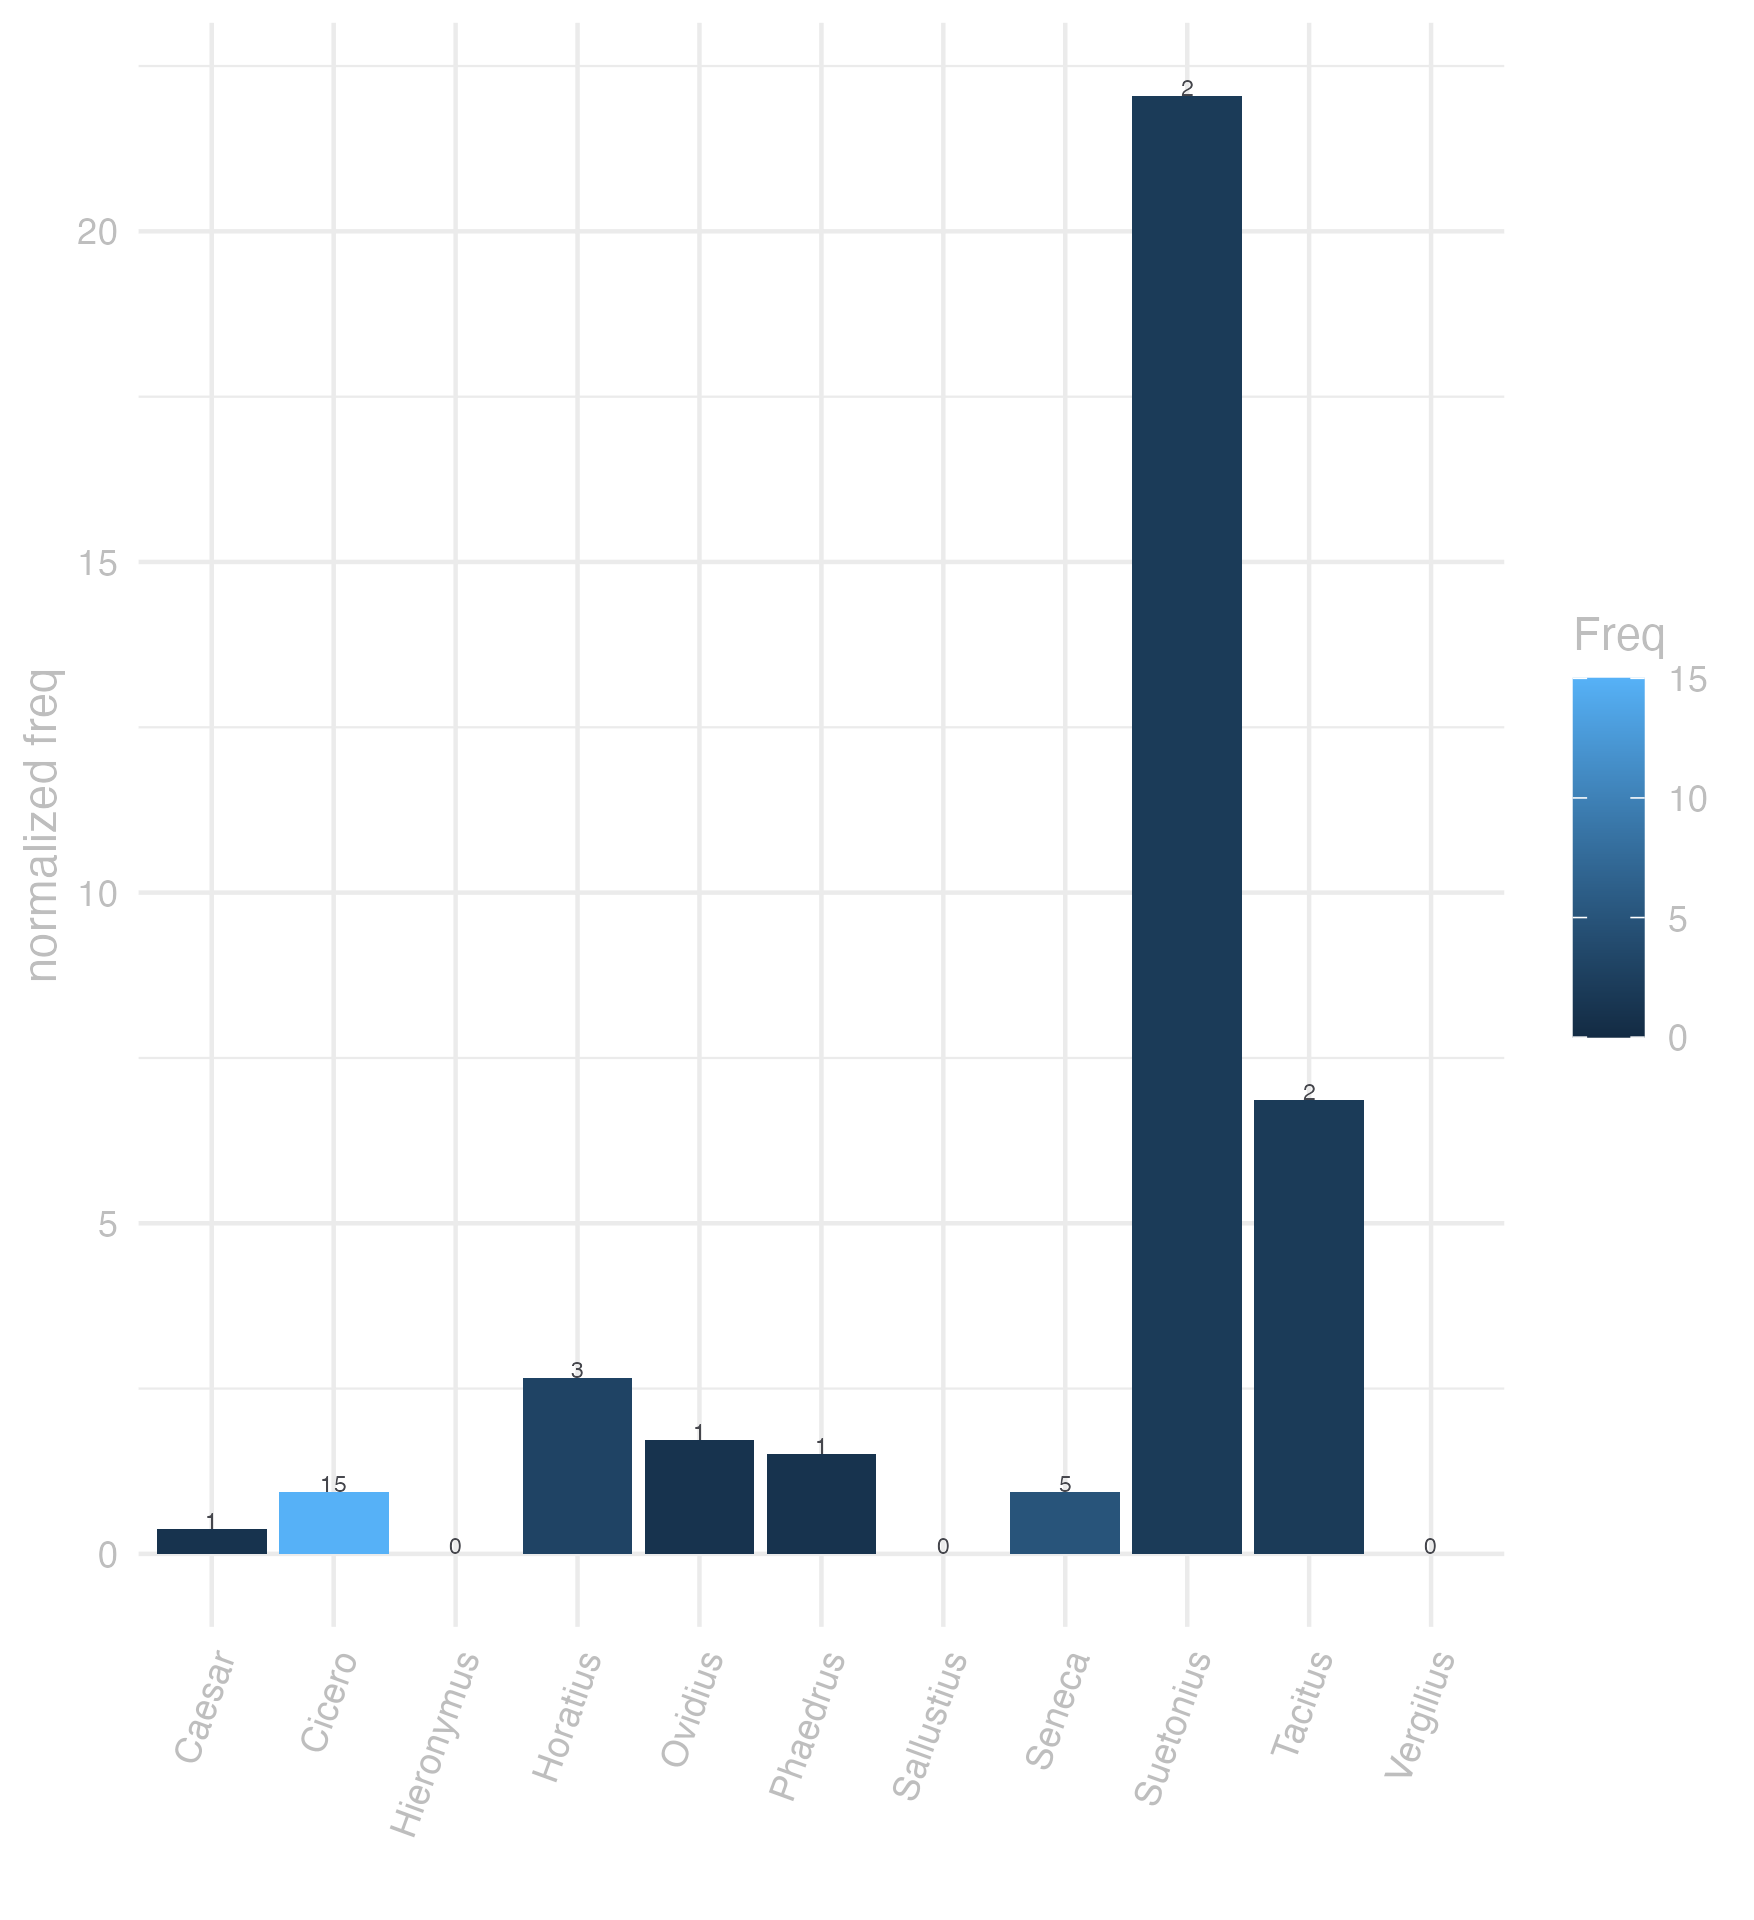 normalized freq
20
15
10
5
0
1
15
0
3
1
1
0
5
2
2
0
Caesar
Cicero
Hieronymus
Horatius
Ovidius
Phaedrus
Sallustius
Seneca
Suetonius
Tacitus
Vergilius
Freq
15
10
5
0